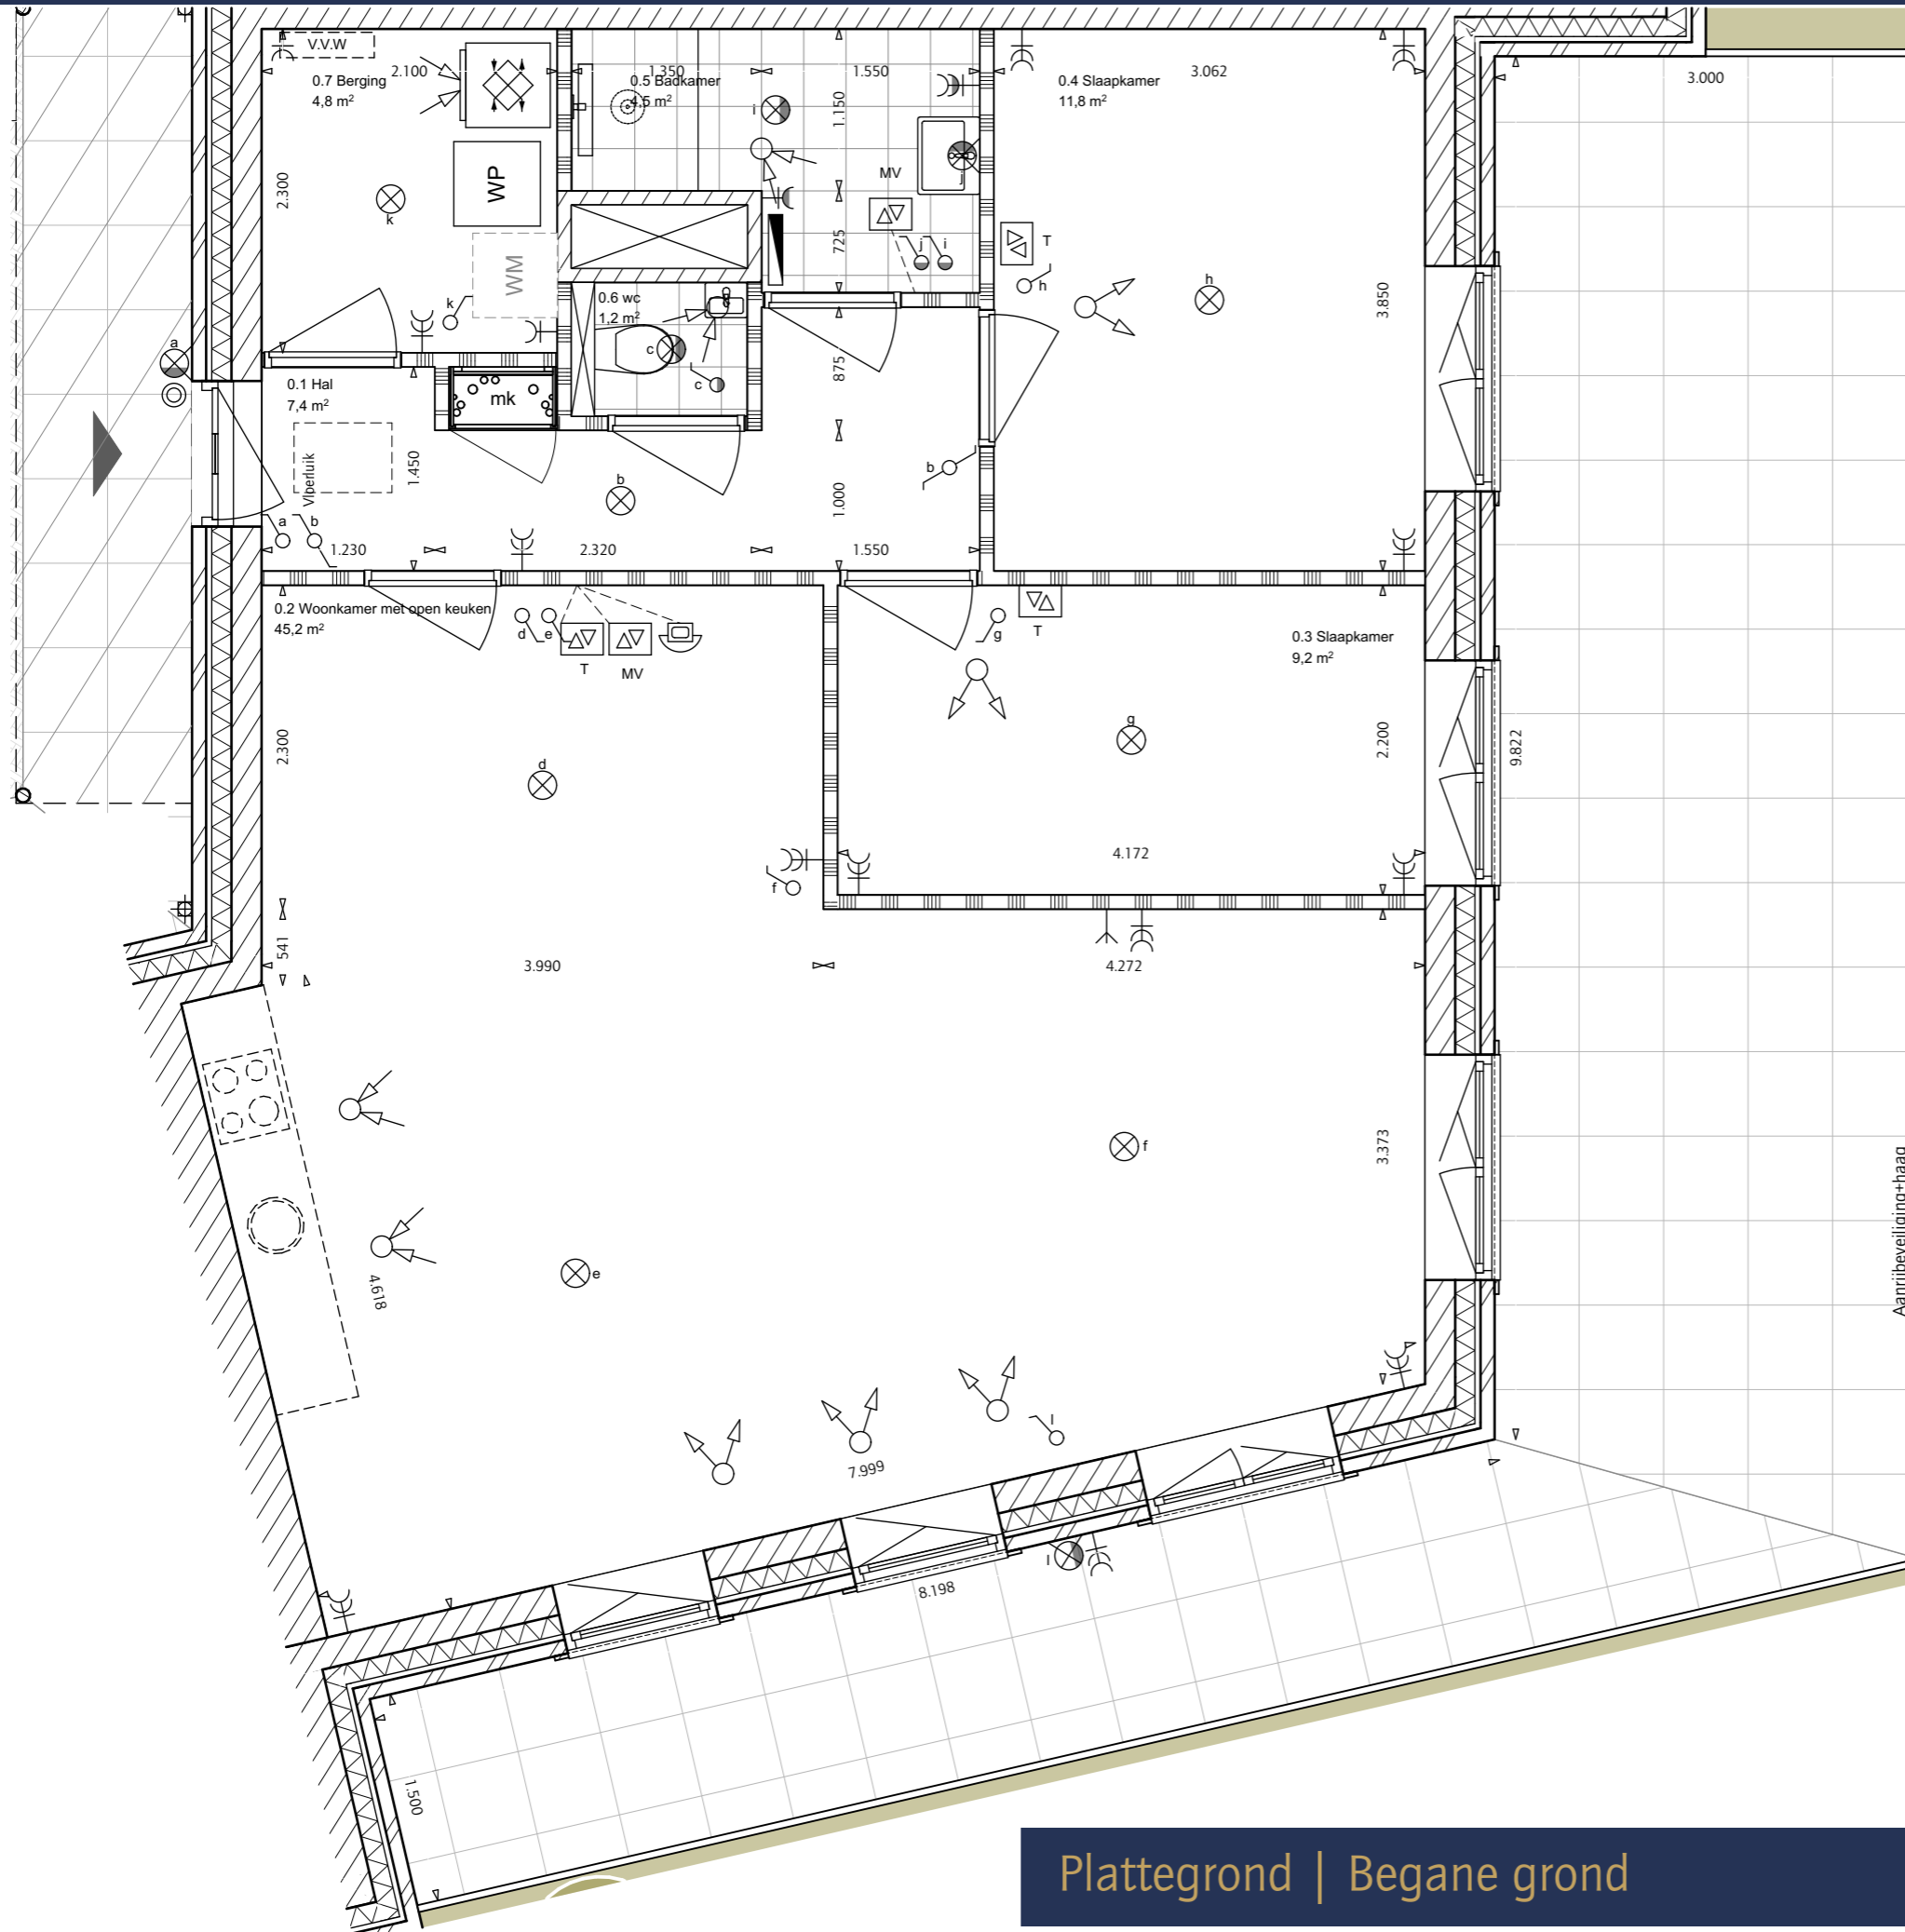 V.V.W
2.100
0.7 Berging
4,8 m²
1.350
0.5 Badkamer
4,5 m²
1.550
3.062
0.4 Slaapkamer
11,8 m²
3.000
1.150
i
j
MV
WP
2.300
k
725
j
i
T
h
h
3.850
WM
k
0.6 wc
1,2 m²
c
c
a
875
0.1 Hal
7,4 m²
mk
Vloerluik
1.450
b
b
1.000
a
b
1.230
2.320
1.550
0.2 Woonkamer met open keuken
45,2 m²
d
e
T
MV
g
T
0.3 Slaapkamer
9,2 m²
2.300
d
g
2.200
9.822
4.172
f
541
3.990
4.272
f
3.373
Aanrijbeveiliging+haag
e
4.618
l
7.999
l
8.198
1.500
Plattegrond | Begane grond